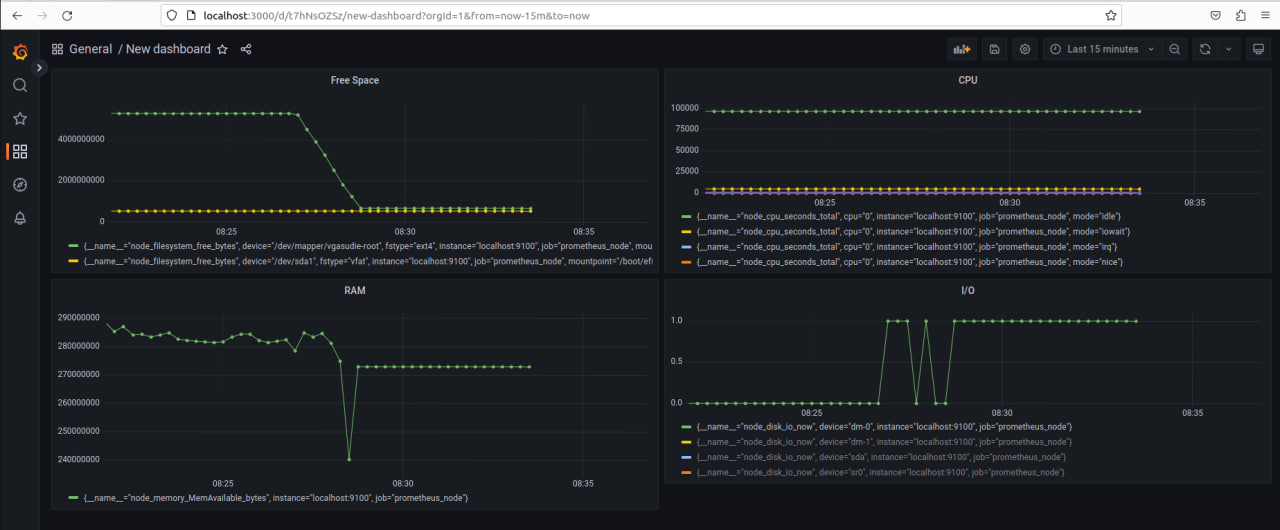 localhost:3000/d/t7hNsOZSz/new-dashboard?orgId=1&from=now-15m&to=now
General / New dashboard
Last 15 minutes
Free Space
4000000000
2000000000
0
08:25
08:30
08:35
{__name__="node_filesystem_free_bytes", device="/dev/mapper/vgasudie-root", fstype="ext4", instance="localhost:9100", job="prometheus_node", mou
{__name__="node_filesystem_free_bytes", device="/dev/sda1", fstype="vfat", instance="localhost:9100", job="prometheus_node", mountpoint="/boot/efi
CPU
100000
75000
50000
25000
0
08:25
08:30
08:35
{__name__="node_cpu_seconds_total", cpu="0", instance="localhost:9100", job="prometheus_node", mode="idle"}
{__name__="node_cpu_seconds_total", cpu="0", instance="localhost:9100", job="prometheus_node", mode="iowait"}
{__name__="node_cpu_seconds_total", cpu="0", instance="localhost:9100", job="prometheus_node", mode="irq"}
{__name__="node_cpu_seconds_total", cpu="0", instance="localhost:9100", job="prometheus_node", mode="nice"}
RAM
290000000
280000000
270000000
260000000
250000000
240000000
08:25
08:30
08:35
{__name__="node_memory_MemAvailable_bytes", instance="localhost:9100", job="prometheus_node"}
I/O
1.0
0.5
0.0
08:25
08:30
08:35
{__name__="node_disk_io_now", device="dm-0", instance="localhost:9100", job="prometheus_node"}
{__name__="node_disk_io_now", device="dm-1", instance="localhost:9100", job="prometheus_node"}
{__name__="node_disk_io_now", device="sda", instance="localhost:9100", job="prometheus_node"}
{__name__="node_disk_io_now", device="sr0", instance="localhost:9100", job="prometheus_node"}